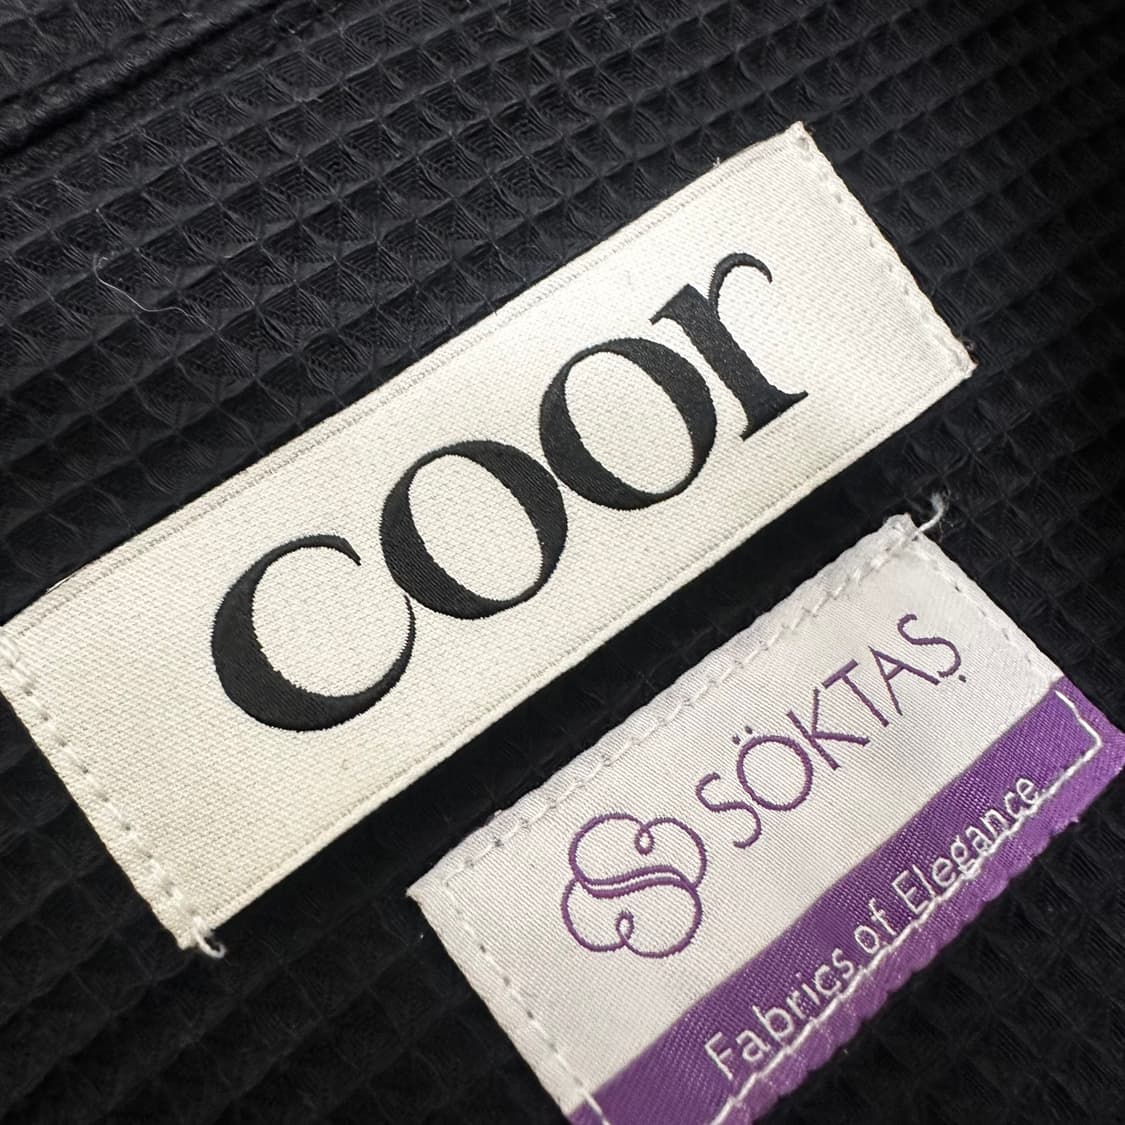 coor
SÖKTAŞ
Fabrics of Elegance